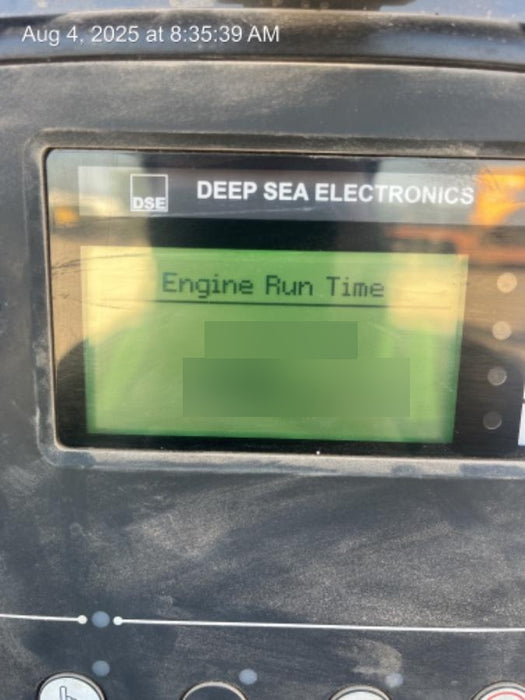 Aug 4, 2025 at 8:35:39 AM
DSE
DEEP SEA ELECTRONICS
Engine Run Time